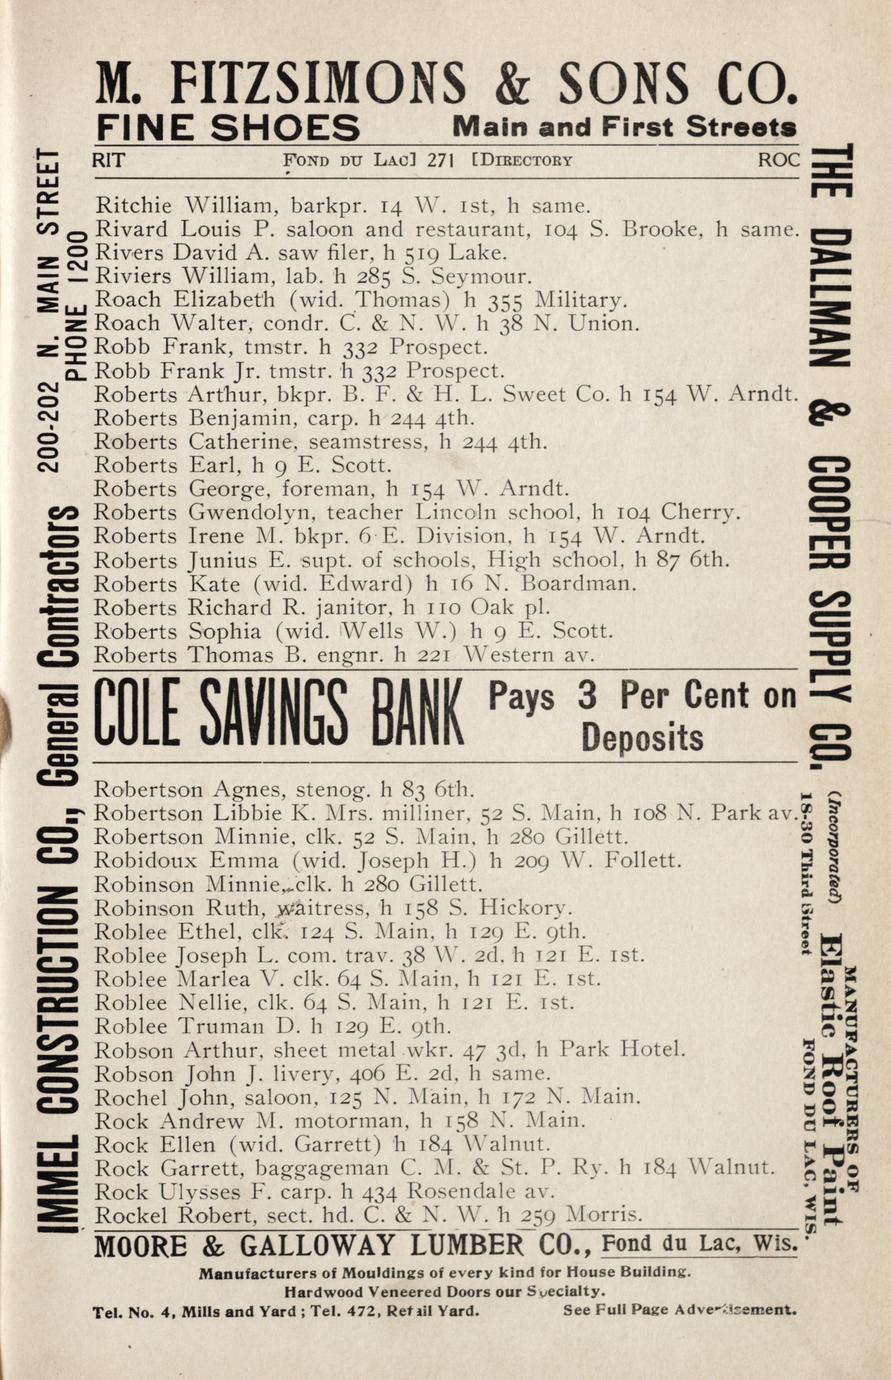 M. FITZSIMONS & SONS CO.
FINE SHOES Main and First Streets
RIT FOND DU LAC] 271 [DIRECTORY ROC
Ritchie William, barkpr. 14 W. 1st, h same.
Rivard Louis P. saloon and restaurant, 104 S. Brooke, h same.
Rivers David A. saw filer, h 519 Lake.
Riviers William, lab. h 285 S. Seymour.
Roach Elizabeth (wid. Thomas) h 355 Military.
Roach Walter, condr. C. & N. W. h 38 N. Union.
Robb Frank, tmstr. h 332 Prospect.
Robb Frank Jr. tmstr. h 332 Prospect.
Roberts Arthur, bkpr. B. F. & H. L. Sweet Co. h 154 W. Arndt.
Roberts Benjamin, carp. h 244 4th.
Roberts Catherine, seamstress, h 244 4th.
Roberts Earl, h 9 E. Scott.
Roberts George, foreman, h 154 W. Arndt.
Roberts Gwendolyn, teacher Lincoln school, h 104 Cherry.
Roberts Irene M. bkpr. 6 E. Division, h 154 W. Arndt.
Roberts Junius E. supt. of schools, High school, h 87 6th.
Roberts Kate (wid. Edward) h 16 N. Boardman.
Roberts Richard R. janitor, h 110 Oak pl.
Roberts Sophia (wid. Wells W.) h 9 E. Scott.
Roberts Thomas B. engnr. h 221 Western av.
COLE SAVINGS BANK Pays 3 Per Cent on
Deposits
Robertson Agnes, stenog. h 83 6th.
Robertson Libbie K. Mrs. milliner, 52 S. Main, h 108 N. Park av.
Robertson Minnie, clk. 52 S. Main, h 280 Gillett.
Robidoux Emma (wid. Joseph H.) h 209 W. Follett.
Robinson Minnie, clk. h 280 Gillett.
Robinson Ruth, waitress, h 158 S. Hickory.
Roblee Ethel, clk. 124 S. Main, h 129 E. 9th.
Roblee Joseph L. com. trav. 38 W. 2d, h 121 E. 1st.
Roblee Marlea V. clk. 64 S. Main, h 121 E. 1st.
Roblee Nellie, clk. 64 S. Main, h 121 E. 1st.
Roblee Truman D. h 129 E. 9th.
Robson Arthur, sheet metal wkr. 47 3d, h Park Hotel.
Robson John J. livery, 406 E. 2d, h same.
Rochel John, saloon, 125 N. Main, h 172 N. Main.
Rock Andrew M. motorman, h 158 N. Main.
Rock Ellen (wid. Garrett) h 184 Walnut.
Rock Garrett, baggageman C. M. & St. P. Ry. h 184 Walnut.
Rock Ulysses F. carp. h 434 Rosendale av.
Rockel Robert, sect. hd. C. & N. W. h 259 Morris.
MOORE & GALLOWAY LUMBER CO., Fond du Lac, Wis.
Manufacturers of Mouldings of every kind for House Building.
Hardwood Veneered Doors our Specialty.
Tel. No. 4, Mills and Yard; Tel. 472, Retail Yard. See Full Page Advertisement.
IMMEL CONSTRUCTION CO., General Contractors 200-202 N. MAIN STREET
PHONE 1200
THE DALLMAN & COOPER SUPPLY CO.
(Incorporated)
18-30 Third Street
MANUFACTURERS OF
Elastic Roof Paint
FOND DU LAC, WIS.